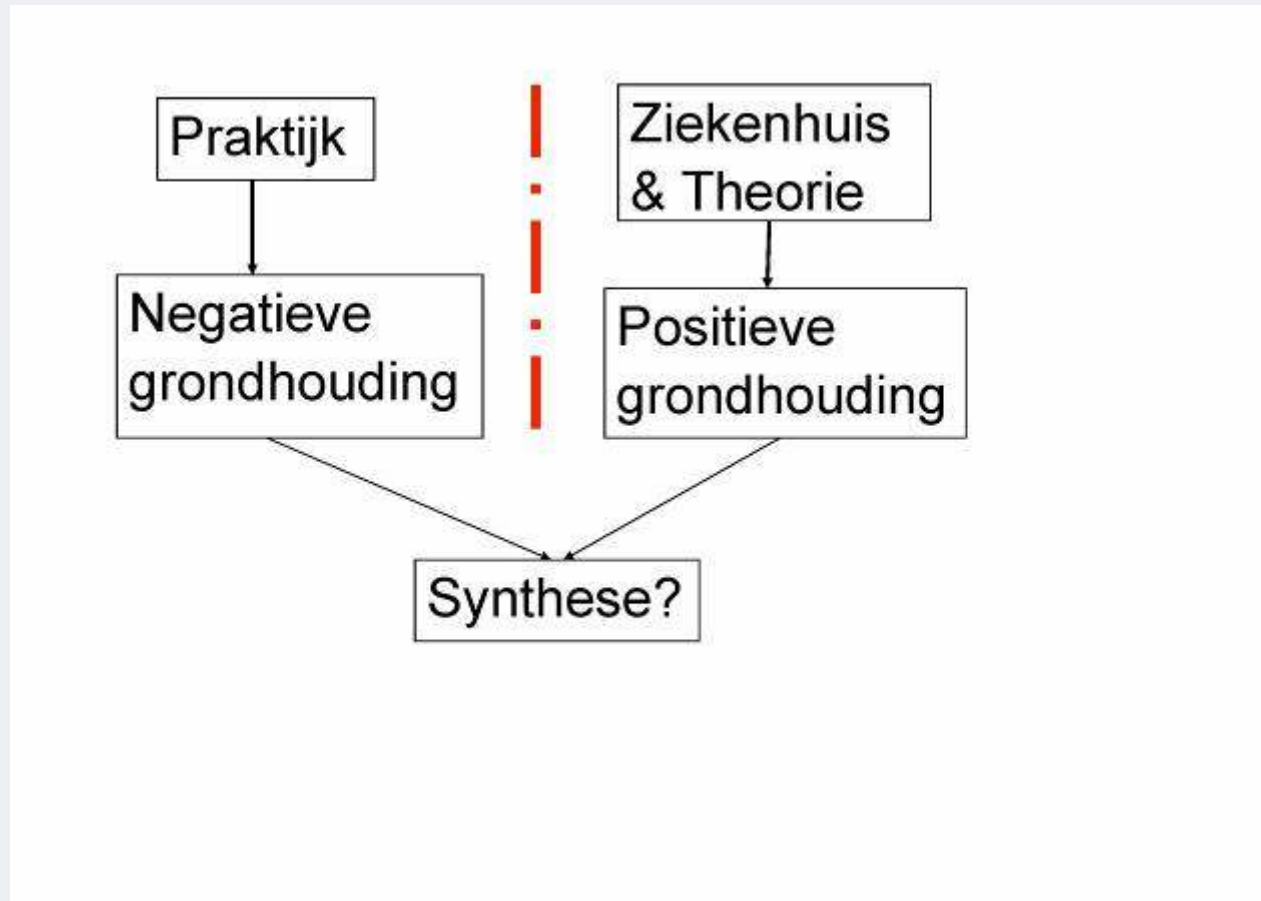 Praktijk
Negatieve
grondhouding
Ziekenhuis
& Theorie
Positieve
grondhouding
Synthese?